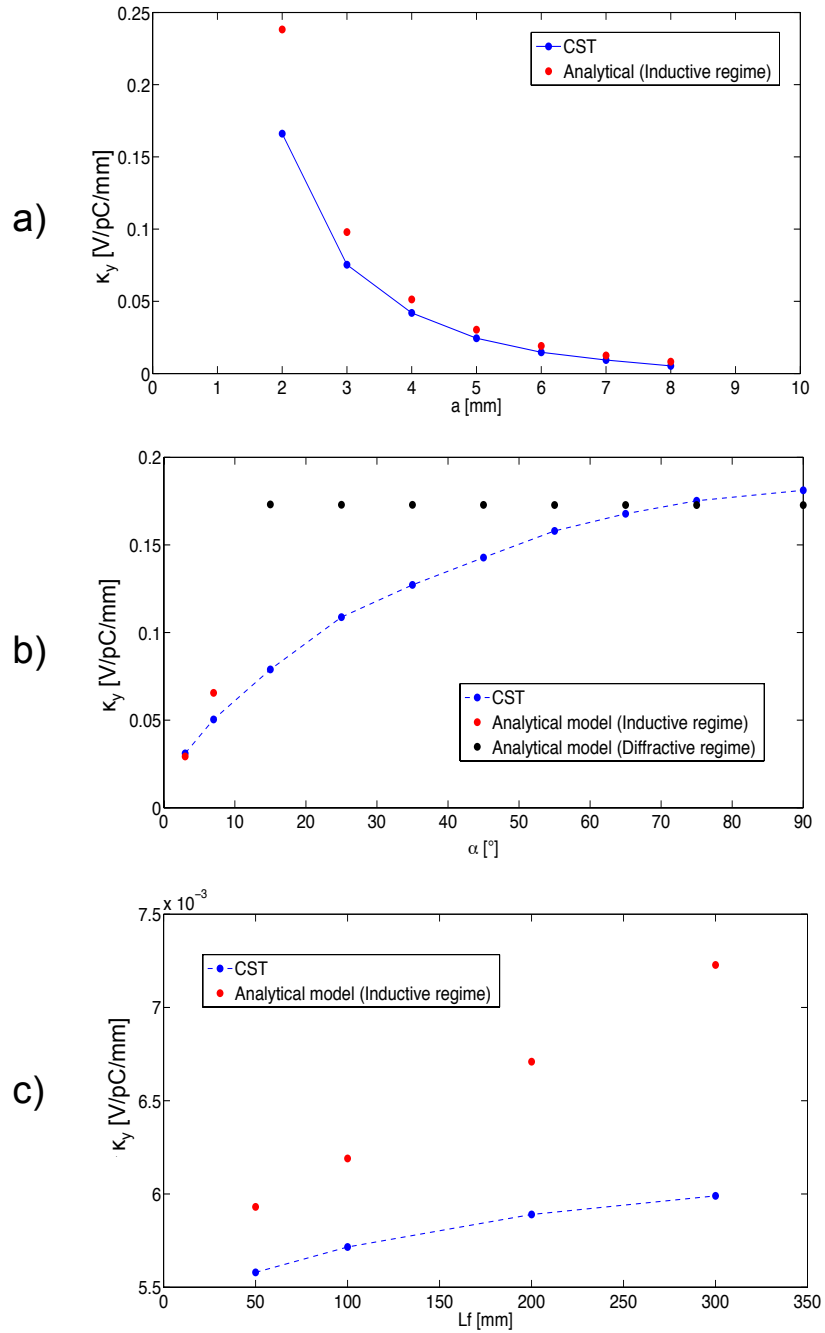 a)
0.25
0.2
0.15
0.1
0.05
0
κy [V/pC/mm]
CST
Analytical (Inductive regime)
0 1 2 3 4 5 6 7 8 9 10
a [mm]
b)
0.2
0.15
0.1
0.05
0
κy [V/pC/mm]
CST
Analytical model (Inductive regime)
Analytical model (Diffractive regime)
0 10 20 30 40 50 60 70 80 90
α [°]
c)
x 10⁻³
7.5
7
6.5
6
5.5
κy [V/pC/mm]
CST
Analytical model (Inductive regime)
0 50 100 150 200 250 300 350
Lf [mm]